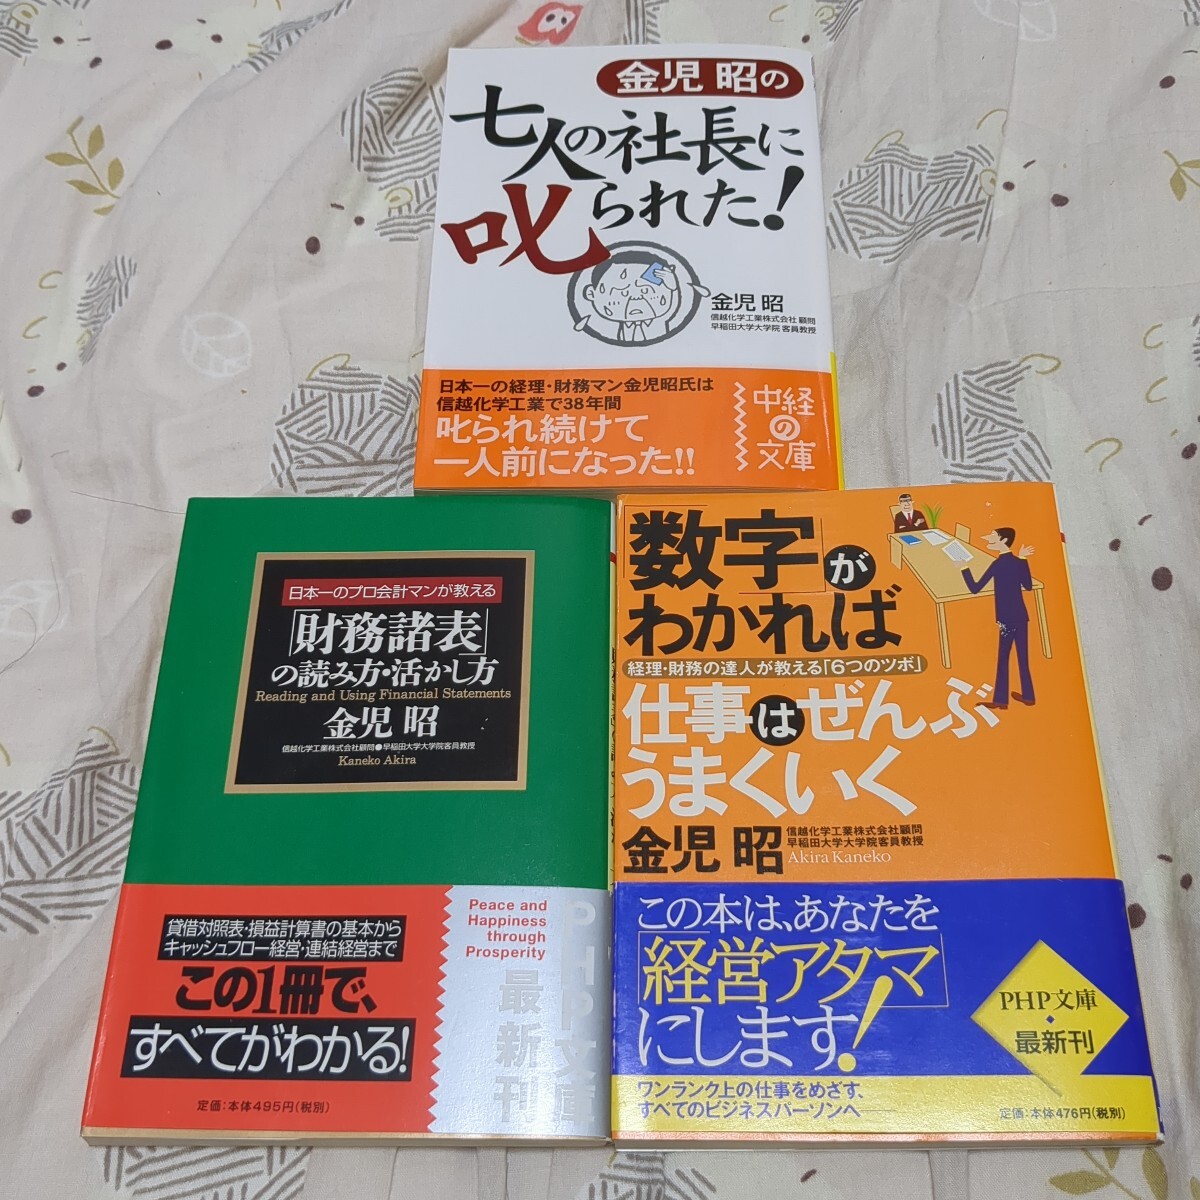 金児 昭の
七人の社長に
叱られた!
金児 昭
信越化学工業株式会社 顧問
早稲田大学大学院 客員教授
日本一の経理・財務マン金児昭氏は
信越化学工業で38年間
叱られ続けて
一人前になった!!
中経の文庫
日本一のプロ会計マンが教える
「財務諸表」
の読み方・活かし方
Reading and Using Financial Statements
金児 昭
信越化学工業株式会社顧問●早稲田大学大学院客員教授
Kaneko Akira
貸借対照表・損益計算書の基本から
キャッシュフロー経営・連結経営まで
この1冊で、
すべてがわかる!
定価:本体495円(税別)
Peace and
Happiness
through
Prosperity
PHP文庫
最新刊
「数字」が
わかれば
経理・財務の達人が教える「6つのツボ」
仕事はぜんぶ
うまくいく
金児 昭
信越化学工業株式会社顧問
早稲田大学大学院客員教授
Akira Kaneko
この本は、あなたを
「経営アタマ」
にします!
ワンランク上の仕事をめざす、
すべてのビジネスパーソンへ
PHP文庫
・
最新刊
定価:本体476円(税別)